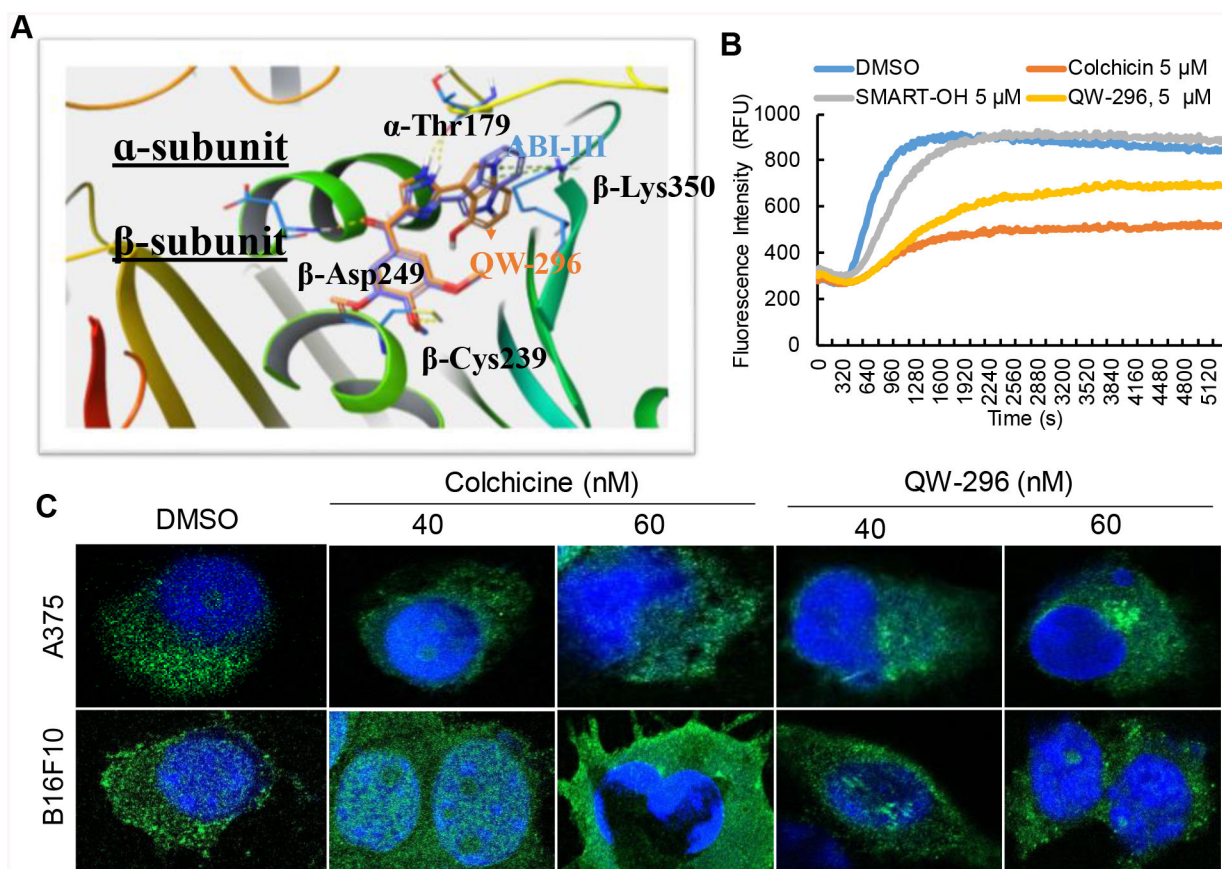 A
α-subunit
β-subunit
α-Thr179
ABI-III
β-Lys350
β-Asp249
QW-296
β-Cys239
B
DMSO
Colchicin 5 µM
SMART-OH 5 µM
QW-296, 5 µM
Fluorescence Intensity (RFU)
1000
800
600
400
200
0
0 320 640 960 1280 1600 1920 2240 2560 2880 3200 3520 3840 4160 4480 4800 5120
Time (s)
C
DMSO
Colchicine (nM)
40 60
QW-296 (nM)
40 60
A375
B16F10